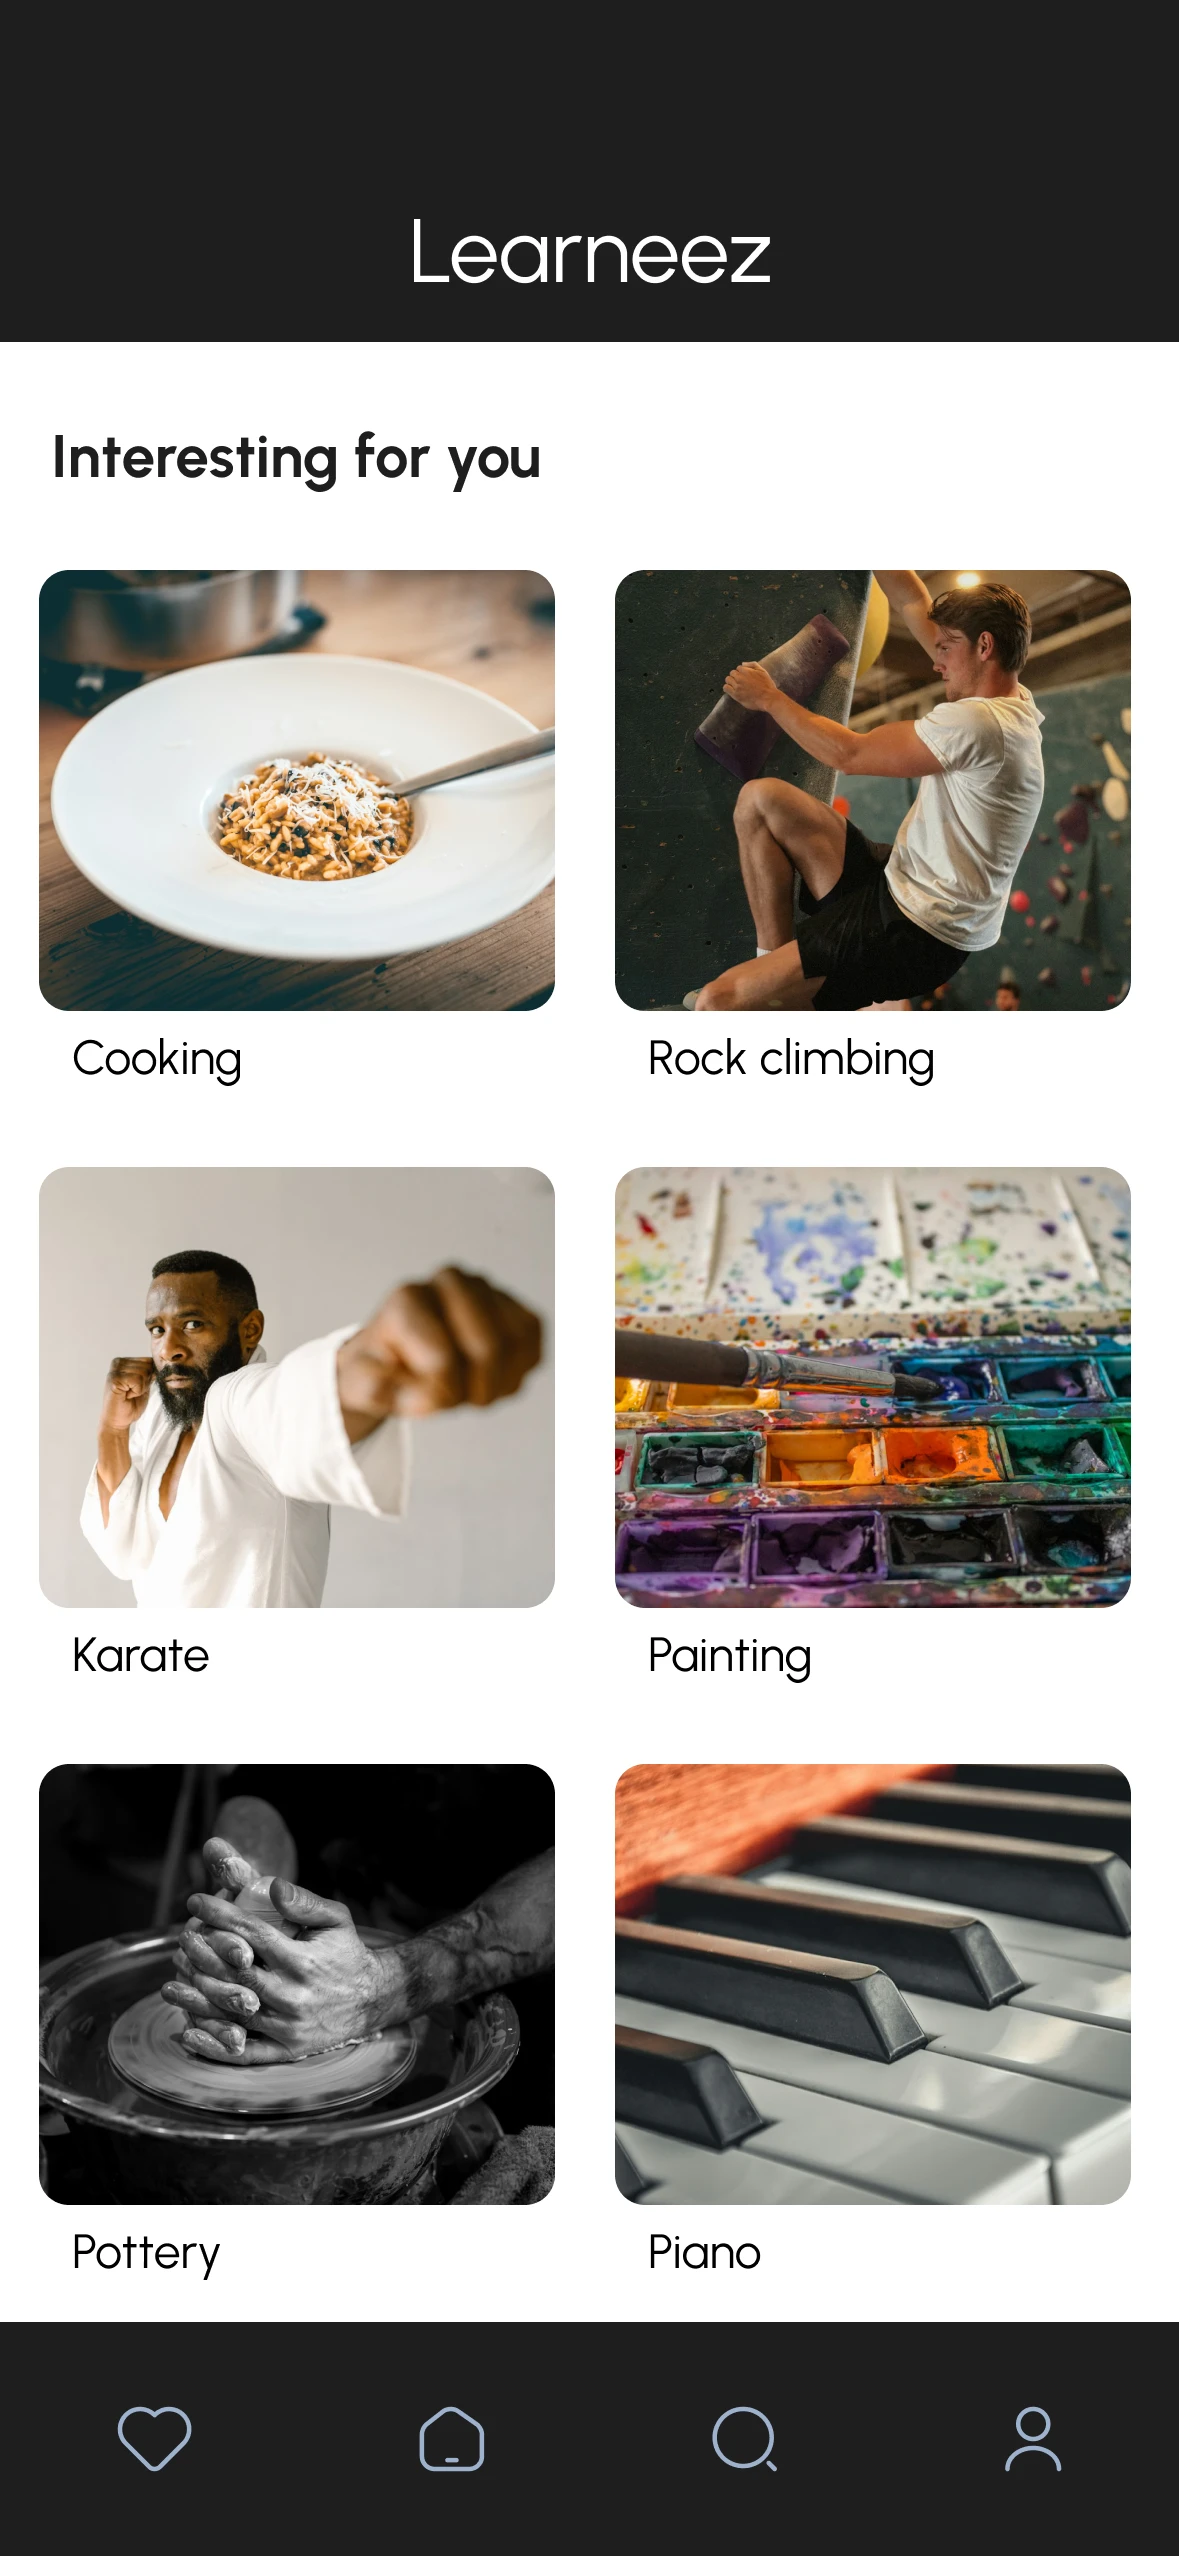 Learneez
Interesting for you
Cooking
Rock climbing
Karate
Painting
Pottery
Piano